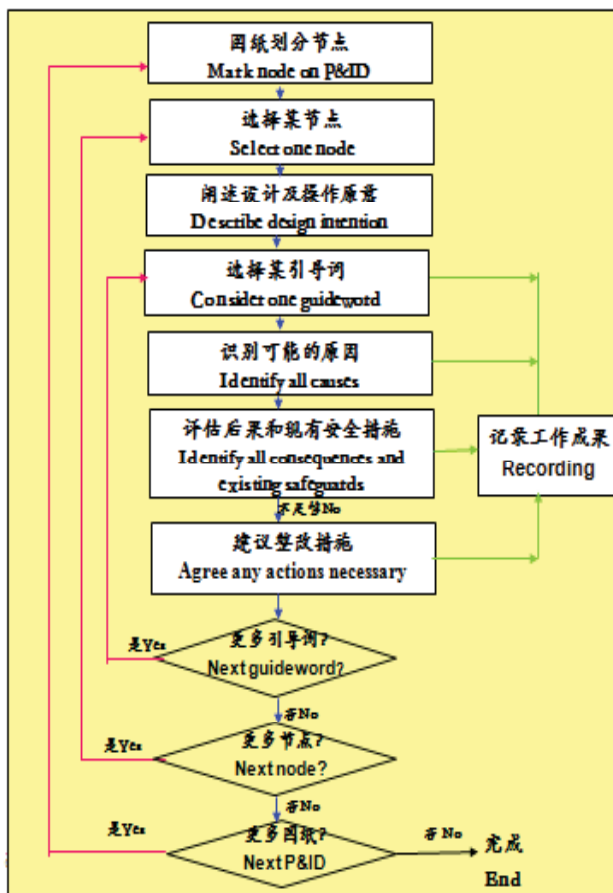 图纸划分节点
Mark node on P&ID
选择某节点
Select one node
阐述设计及操作原意
Describe design intention
选择某引导词
Consider one guideword
识别可能的原因
Identify all causes
评估后果和现有安全措施
Identify all consequences and
existing safeguards
记录工作成果
Recording
不足够No
建议整改措施
Agree any actions necessary
是Yes
更多引导词?
Next guideword?
否No
是Yes
更多节点?
Next node?
否No
是Yes
更多图纸?
Next P&ID
否 No
完成
End